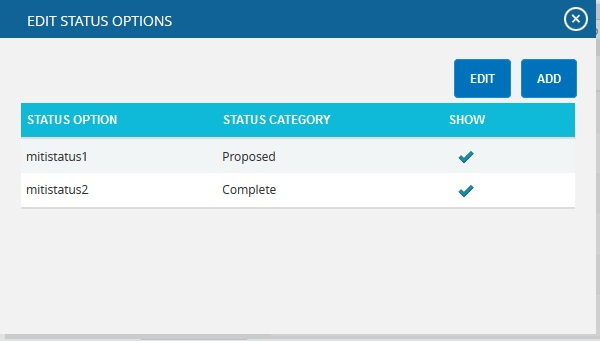 EDIT STATUS OPTIONS
EDIT ADD
STATUS OPTION STATUS CATEGORY SHOW
mitistatus1 Proposed
mitistatus2 Complete